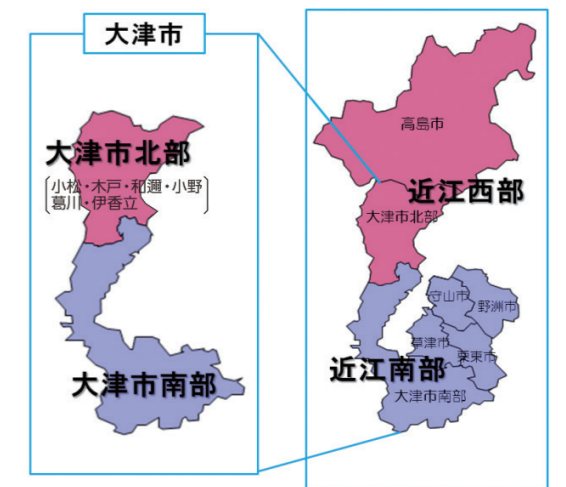 大津市
大津市北部
小松・木戸・和邇・小野
葛川・伊香立
大津市南部
高島市
近江西部
大津市北部
守山市
野洲市
草津市
栗東市
近江南部
大津市南部